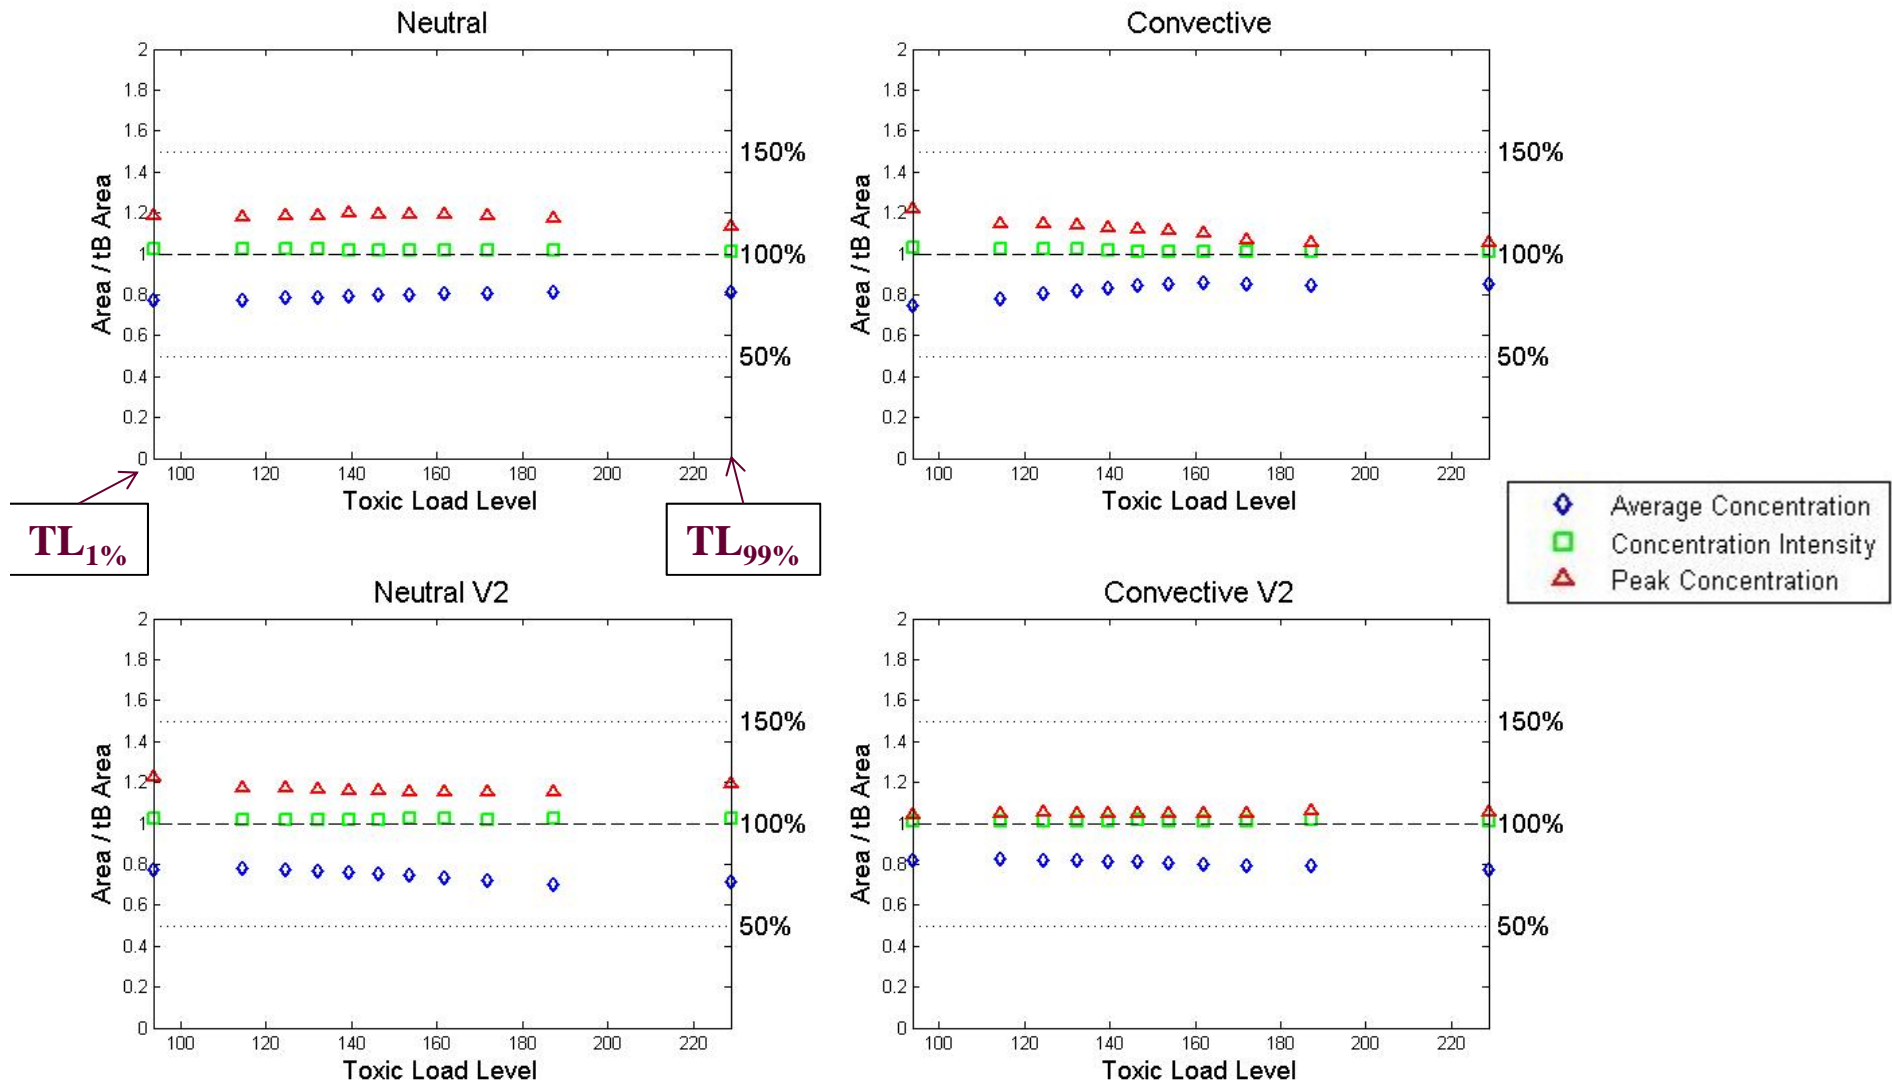 Neutral
2
1.8
1.6
1.4
1.2
1
0.8
0.6
0.4
0.2
0
Area / tB Area
150%
100%
50%
100 120 140 160 180 200 220
Toxic Load Level
TL1%
TL99%
Convective
2
1.8
1.6
1.4
1.2
1
0.8
0.6
0.4
0.2
0
Area / tB Area
150%
100%
50%
100 120 140 160 180 200 220
Toxic Load Level
Average Concentration
Concentration Intensity
Peak Concentration
Neutral V2
2
1.8
1.6
1.4
1.2
1
0.8
0.6
0.4
0.2
0
Area / tB Area
150%
100%
50%
100 120 140 160 180 200 220
Toxic Load Level
Convective V2
2
1.8
1.6
1.4
1.2
1
0.8
0.6
0.4
0.2
0
Area / tB Area
150%
100%
50%
100 120 140 160 180 200 220
Toxic Load Level